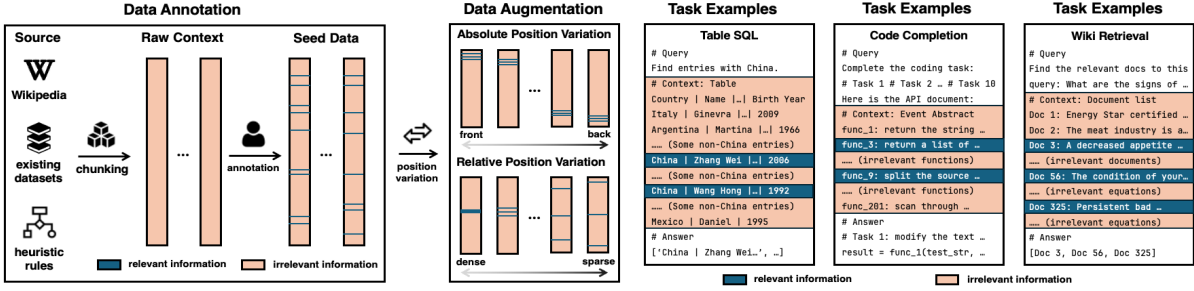 Data Annotation
Source
Raw Context
Seed Data
W
Wikipedia
existing
datasets
heuristic
rules
chunking
...
annotation
...
relevant information
irrelevant information
position
variation
Data Augmentation
Absolute Position Variation
...
front
back
Relative Position Variation
...
dense
sparse
Task Examples
Table SQL
# Query
Find entries with China.
# Context: Table
Country | Name |…| Birth Year
Italy | Ginevra |…| 2009
Argentina | Martina |…| 1966
…… (Some non-China entries)
China | Zhang Wei |…| 2006
…… (Some non-China entries)
China | Wang Hong |…| 1992
…… (Some non-China entries)
Mexico | Daniel | 1995
# Answer
['China | Zhang Wei…', …]
Task Examples
Code Completion
# Query
Complete the coding task:
# Task 1 # Task 2 … # Task 10
Here is the API document:
# Context: Event Abstract
func_1: return the string …
func_3: return a list of …
…… (irrelevant functions)
func_9: split the source …
…… (irrelevant functions)
func_201: scan through …
# Answer
# Task 1: modify the text …
result = func_1(test_str, …
Task Examples
Wiki Retrieval
# Query
Find the relevant docs to this
query: What are the signs of …
# Context: Document list
Doc 1: Energy Star certified …
Doc 2: The meat industry is a…
Doc 3: A decreased appetite …
…… (irrelevant documents)
Doc 56: The condition of your…
…… (irrelevant equations)
Doc 325: Persistent bad …
…… (irrelevant equations)
# Answer
[Doc 3, Doc 56, Doc 325]
relevant information
irrelevant information